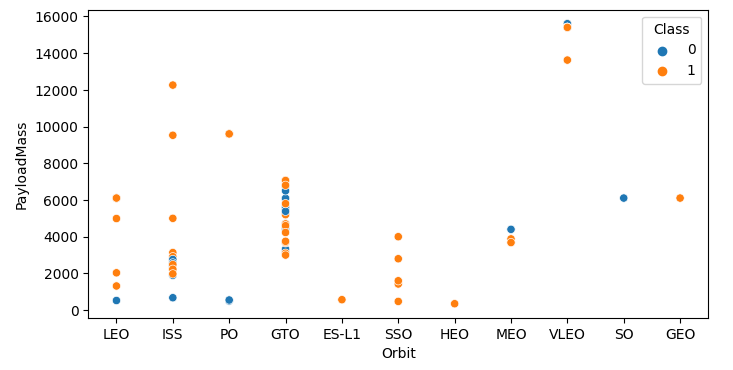 16000
14000
12000
10000
8000
6000
4000
2000
0
PayloadMass
Class
0
1
LEO ISS PO GTO ES-L1 SSO HEO MEO VLEO SO GEO
Orbit